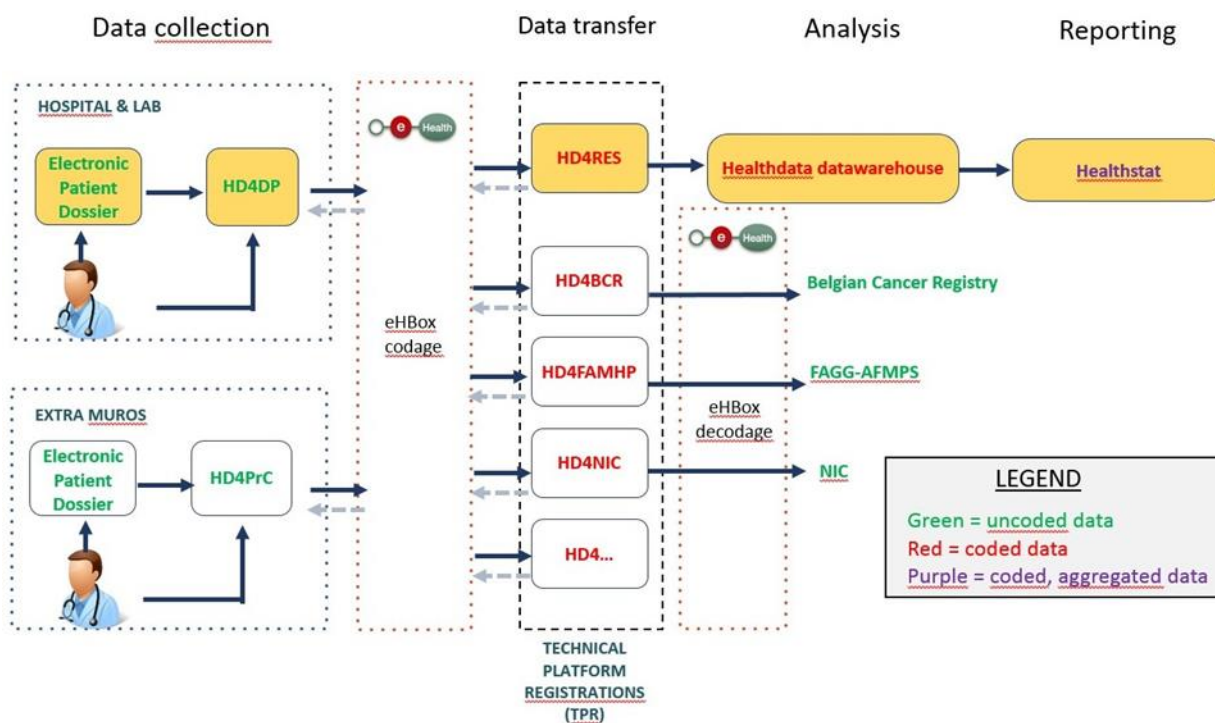 Data collection
Data transfer
Analysis
Reporting
HOSPITAL & LAB
Electronic
Patient
Dossier
HD4DP
e Health
HD4RES
Healthdata datawarehouse
Healthstat
e Health
HD4BCR
Belgian Cancer Registry
eHBox
codage
HD4FAMHP
FAGG-AFMPS
EXTRA MUROS
Electronic
Patient
Dossier
HD4PrC
eHBox
decodage
HD4NIC
NIC
HD4...
LEGEND
Green = uncoded data
Red = coded data
Purple = coded, aggregated data
TECHNICAL
PLATFORM
REGISTRATIONS
(TPR)